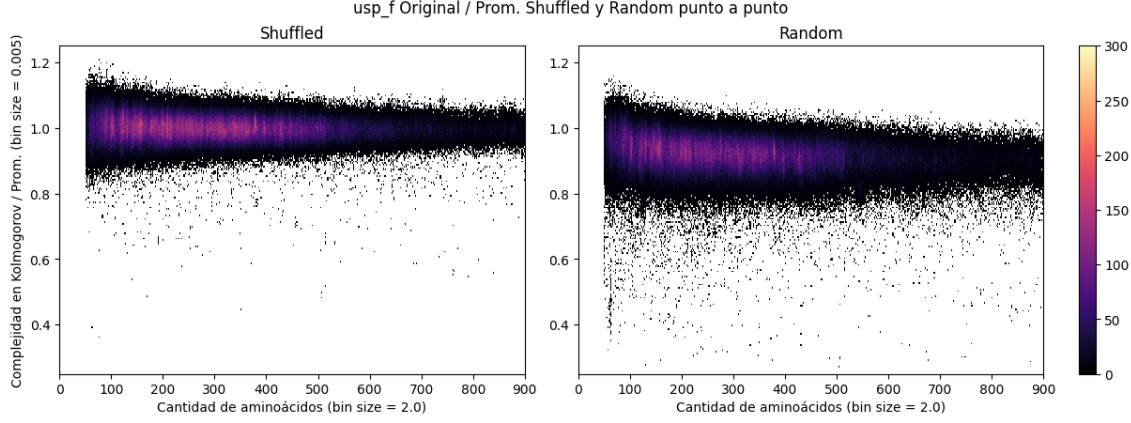 usp_f Original / Prom. Shuffled y Random punto a punto
Shuffled
Complejidad en Kolmogorov / Prom. (bin size = 0.005)
1.2
1.0
0.8
0.6
0.4
0 100 200 300 400 500 600 700 800 900
Cantidad de aminoácidos (bin size = 2.0)
Random
1.2
1.0
0.8
0.6
0.4
0 100 200 300 400 500 600 700 800 900
Cantidad de aminoácidos (bin size = 2.0)
300
250
200
150
100
50
0